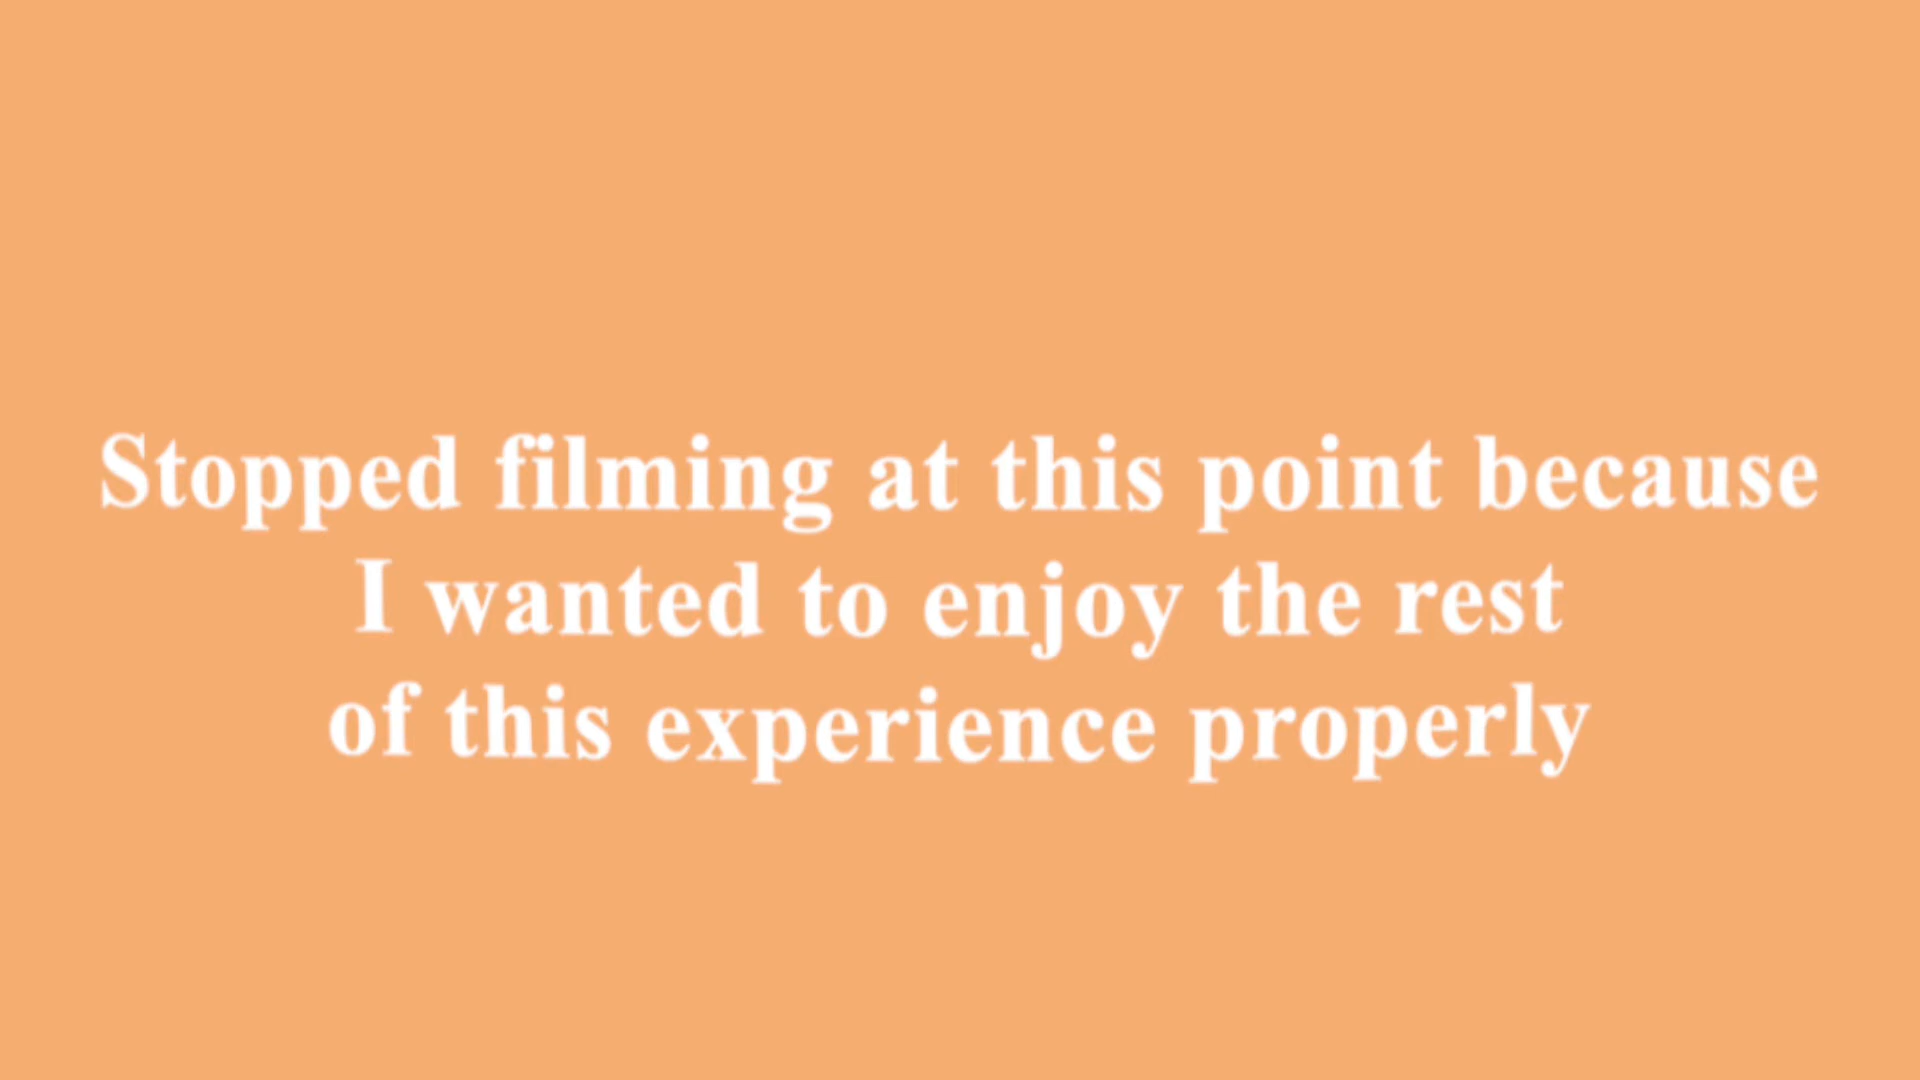 Stopped filming at this point because
I wanted to enjoy the rest
of this experience properly